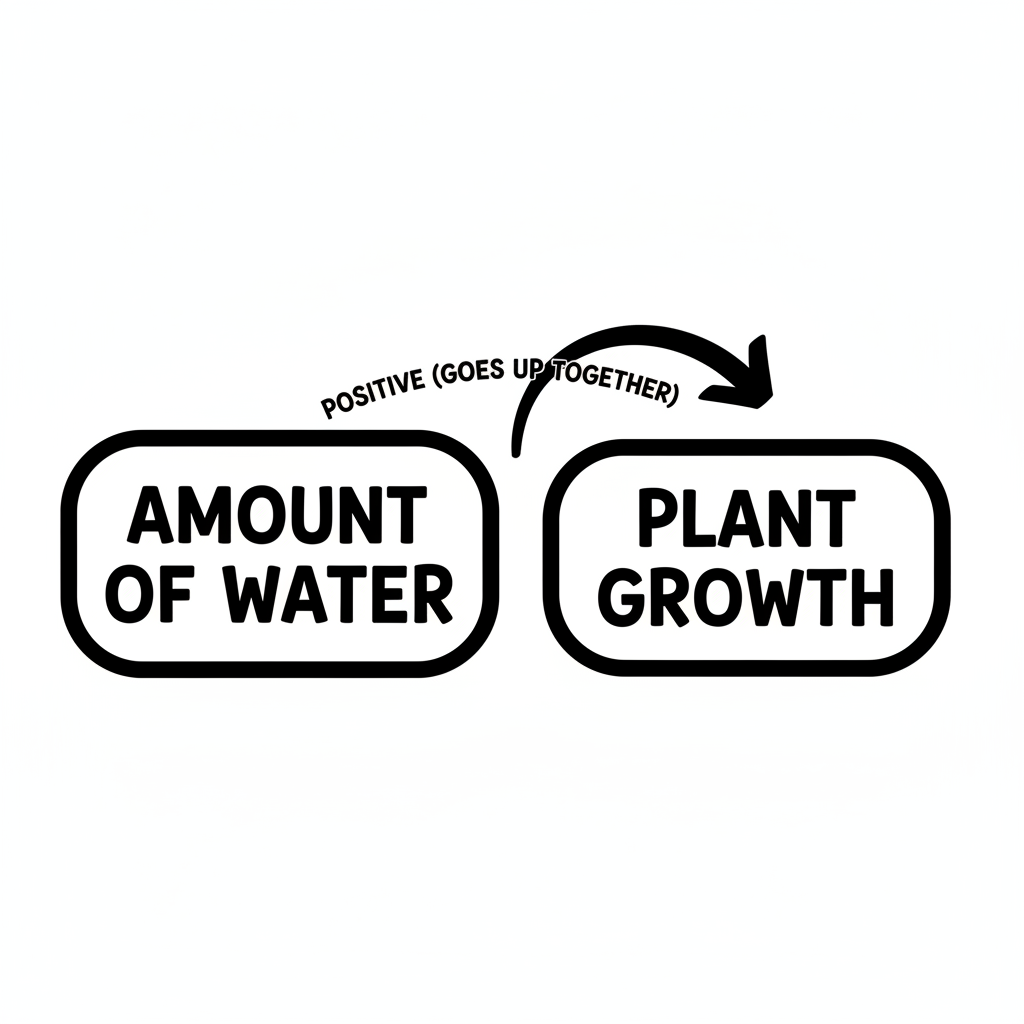 POSITIVE (GOES UP TOGETHER)
AMOUNT
OF WATER
PLANT
GROWTH